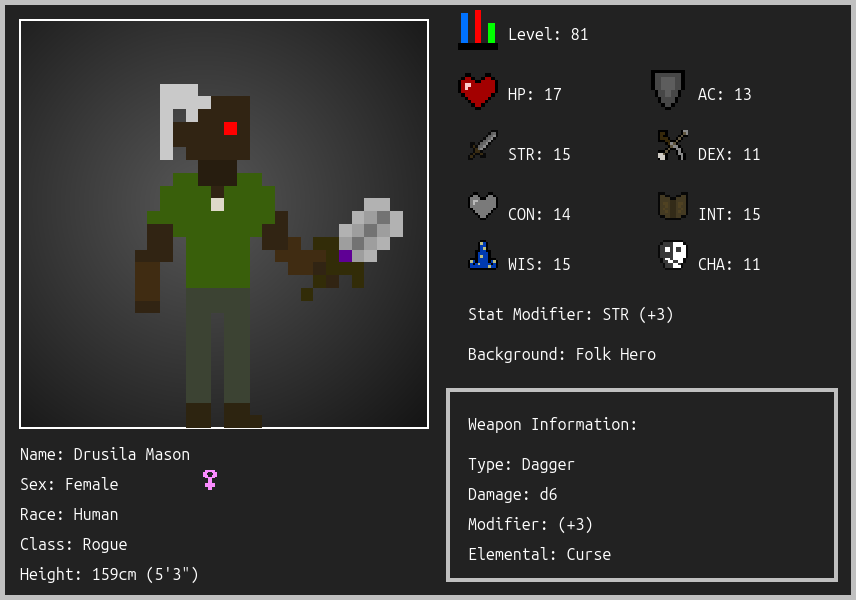 Level: 81
HP: 17
AC: 13
STR: 15
DEX: 11
CON: 14
INT: 15
WIS: 15
CHA: 11
Stat Modifier: STR (+3)
Background: Folk Hero
Weapon Information:
Type: Dagger
Damage: d6
Modifier: (+3)
Elemental: Curse
Name: Drusila Mason
Sex: Female
Race: Human
Class: Rogue
Height: 159cm (5'3")